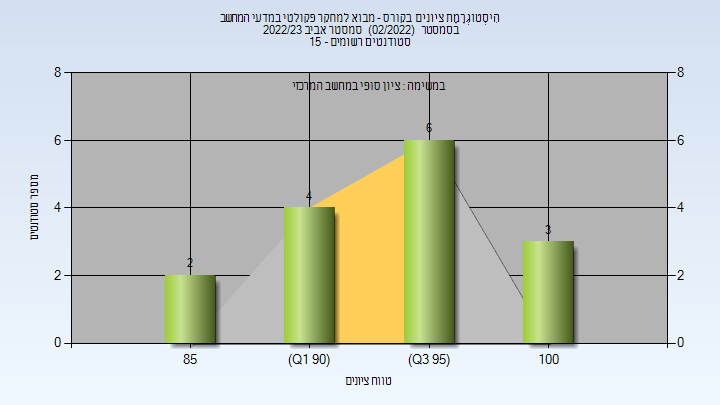 היסטוגרמת ציונים בקורס - מבוא למחקר פקולטי במדעי המחשב
בסמסטר (02/2022) סמסטר אביב 2022/23
סטודנטים רשומים - 15
במשימה : ציון סופי במחשב המרכזי
8 8
6 6
4 4
2 2
0 0
2 4 6 3
מספר סטודנטים
85 (Q1 90) (Q3 95) 100
טווח ציונים